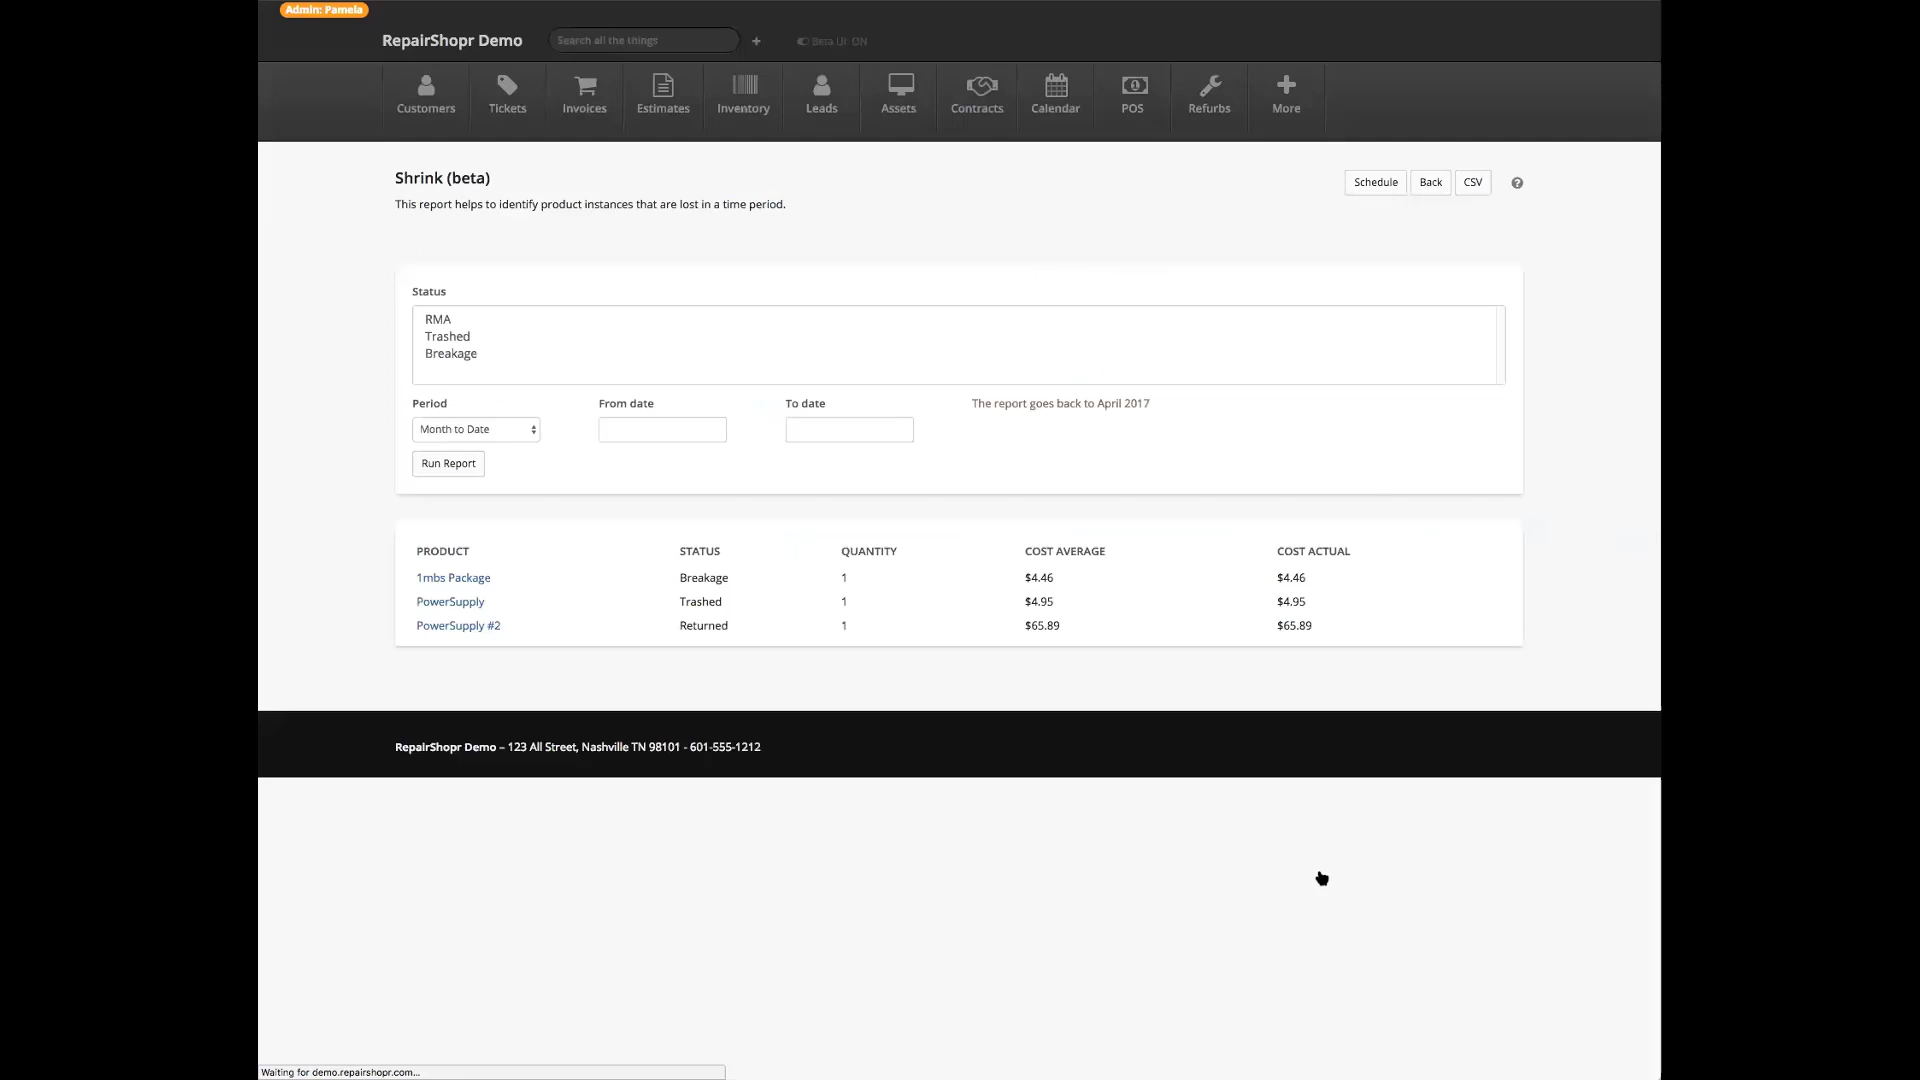 Admin: Pamela
RepairShopr Demo
Search all the things
Beta UI: ON
Customers
Tickets
Invoices
Estimates
Inventory
Leads
Assets
Contracts
Calendar
POS
Refurbs
More
Shrink (beta)
Schedule
Back
CSV
This report helps to identify product instances that are lost in a time period.
Status
RMA
Trashed
Breakage
Period From date To date The report goes back to April 2017
Month to Date
Run Report
PRODUCT STATUS QUANTITY COST AVERAGE COST ACTUAL
1mbs Package Breakage 1 $4.46 $4.46
PowerSupply Trashed 1 $4.95 $4.95
PowerSupply #2 Returned 1 $65.89 $65.89
RepairShopr Demo – 123 All Street, Nashville TN 98101 - 601-555-1212
Waiting for demo.repairshopr.com...